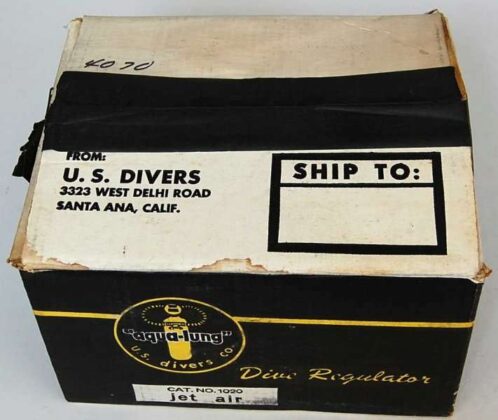 4070
FROM:
U. S. DIVERS
3323 WEST DELHI ROAD
SANTA ANA, CALIF.
SHIP TO:
"aqua-lung"
U.S. divers co.
Dive Regulator
CAT. NO. 1020
jet air